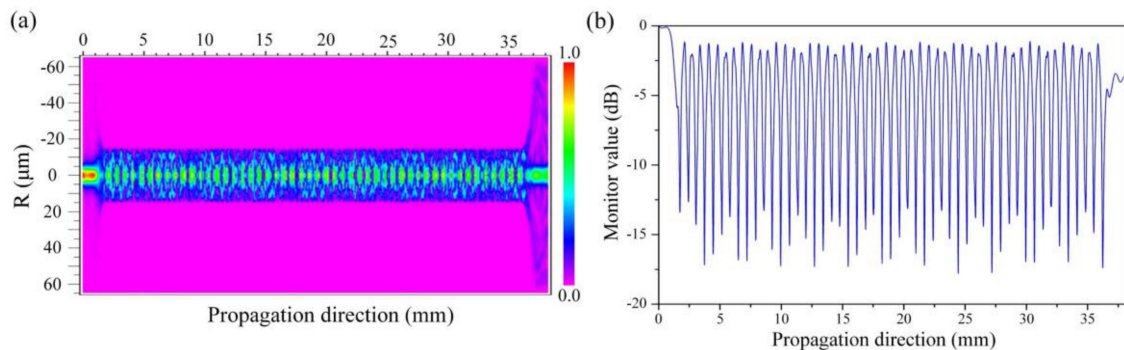 (a)
0 5 10 15 20 25 30 35
-60
-40
-20
0
20
40
60
R (μm)
Propagation direction (mm)
1.0
0.0
(b)
0
-5
-10
-15
-20
Monitor value (dB)
0 5 10 15 20 25 30 35
Propagation direction (mm)